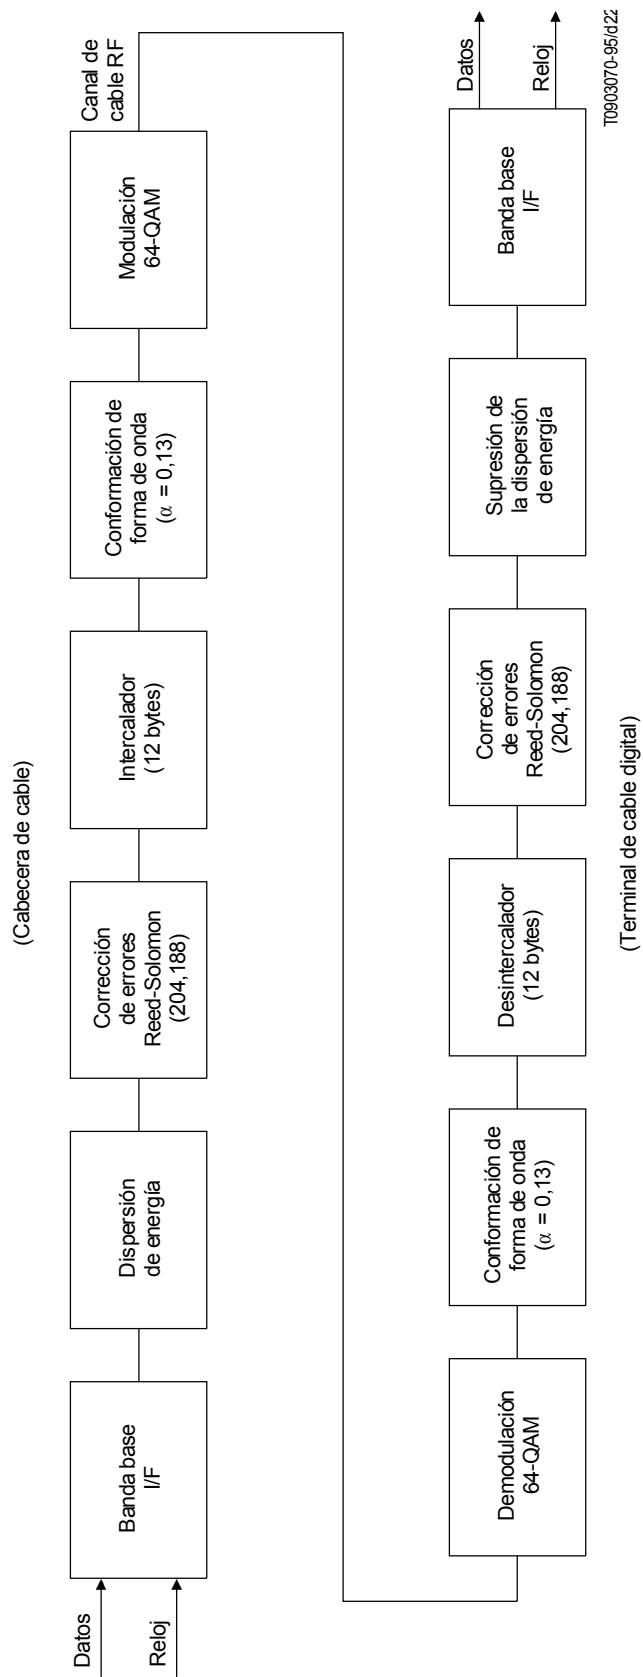 (Cabecera de cable)
Datos
Reloj
Banda base
I/F
Dispersión
de energía
Corrección
de errores
Reed-Solomon
(204,188)
Intercalador
(12 bytes)
Conformación de
forma de onda
(α = 0,13)
Modulación
64-QAM
Canal de
cable RF
Demodulación
64-QAM
Conformación de
forma de onda
(α = 0,13)
Desintercalador
(12 bytes)
Corrección
de errores
Reed-Solomon
(204,188)
Supresión de
la dispersión
de energía
Banda base
I/F
Datos
Reloj
(Terminal de cable digital)
T0903070-95/d22